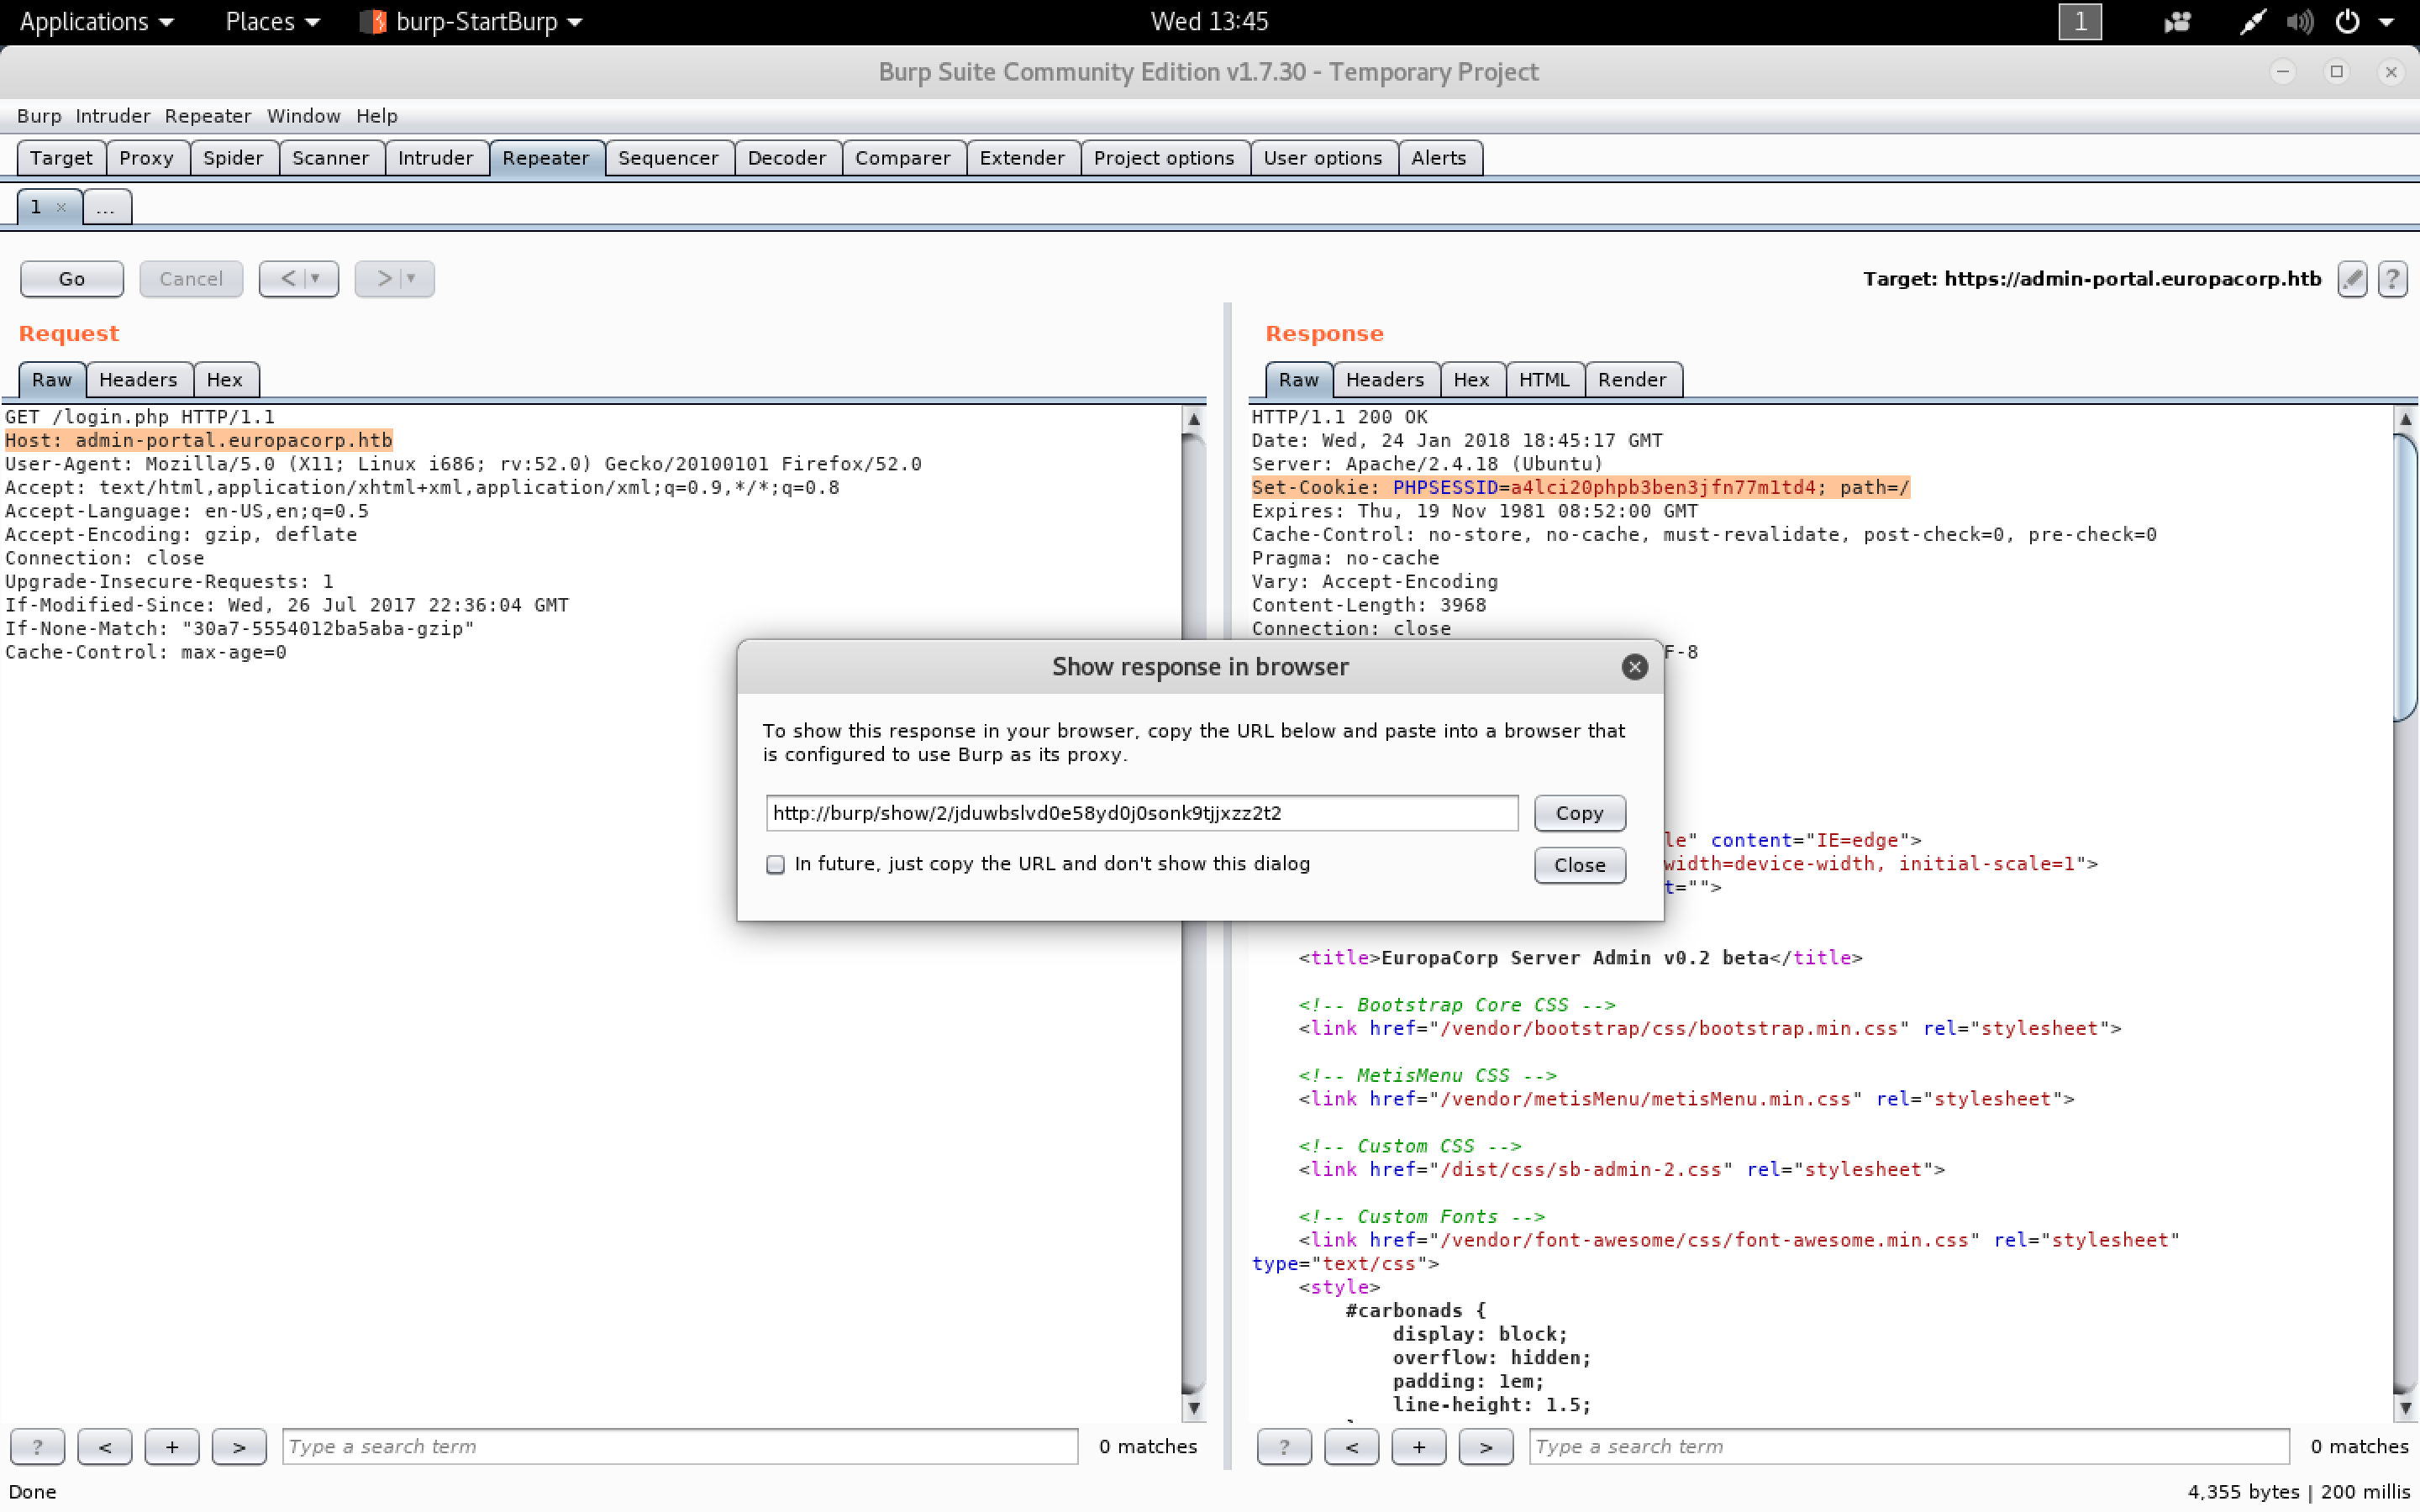 Applications Places burp-StartBurp Wed 13:45 1
Burp Suite Community Edition v1.7.30 - Temporary Project
Burp Intruder Repeater Window Help
Target Proxy Spider Scanner Intruder Repeater Sequencer Decoder Comparer Extender Project options User options Alerts
1 × ...
Go Cancel < > Target: https://admin-portal.europacorp.htb ?
Request
Raw Headers Hex
GET /login.php HTTP/1.1
Host: admin-portal.europacorp.htb
User-Agent: Mozilla/5.0 (X11; Linux i686; rv:52.0) Gecko/20100101 Firefox/52.0
Accept: text/html,application/xhtml+xml,application/xml;q=0.9,*/*;q=0.8
Accept-Language: en-US,en;q=0.5
Accept-Encoding: gzip, deflate
Connection: close
Upgrade-Insecure-Requests: 1
If-Modified-Since: Wed, 26 Jul 2017 22:36:04 GMT
If-None-Match: "30a7-5554012ba5aba-gzip"
Cache-Control: max-age=0
Response
Raw Headers Hex HTML Render
HTTP/1.1 200 OK
Date: Wed, 24 Jan 2018 18:45:17 GMT
Server: Apache/2.4.18 (Ubuntu)
Set-Cookie: PHPSESSID=a4lci20phpb3ben3jfn77m1td4; path=/
Expires: Thu, 19 Nov 1981 08:52:00 GMT
Cache-Control: no-store, no-cache, must-revalidate, post-check=0, pre-check=0
Pragma: no-cache
Vary: Accept-Encoding
Content-Length: 3968
Connection: close
F-8
le" content="IE=edge">
width=device-width, initial-scale=1">
t="">
<title>EuropaCorp Server Admin v0.2 beta</title>
<!-- Bootstrap Core CSS -->
<link href="/vendor/bootstrap/css/bootstrap.min.css" rel="stylesheet">
<!-- MetisMenu CSS -->
<link href="/vendor/metisMenu/metisMenu.min.css" rel="stylesheet">
<!-- Custom CSS -->
<link href="/dist/css/sb-admin-2.css" rel="stylesheet">
<!-- Custom Fonts -->
<link href="/vendor/font-awesome/css/font-awesome.min.css" rel="stylesheet"
type="text/css">
<style>
#carbonads {
display: block;
overflow: hidden;
padding: 1em;
line-height: 1.5;
Show response in browser
To show this response in your browser, copy the URL below and paste into a browser that
is configured to use Burp as its proxy.
http://burp/show/2/jduwbslvd0e58yd0j0sonk9tjjxzz2t2 Copy
In future, just copy the URL and don't show this dialog Close
? < + > Type a search term 0 matches
? < + > Type a search term 0 matches
Done 4,355 bytes | 200 millis